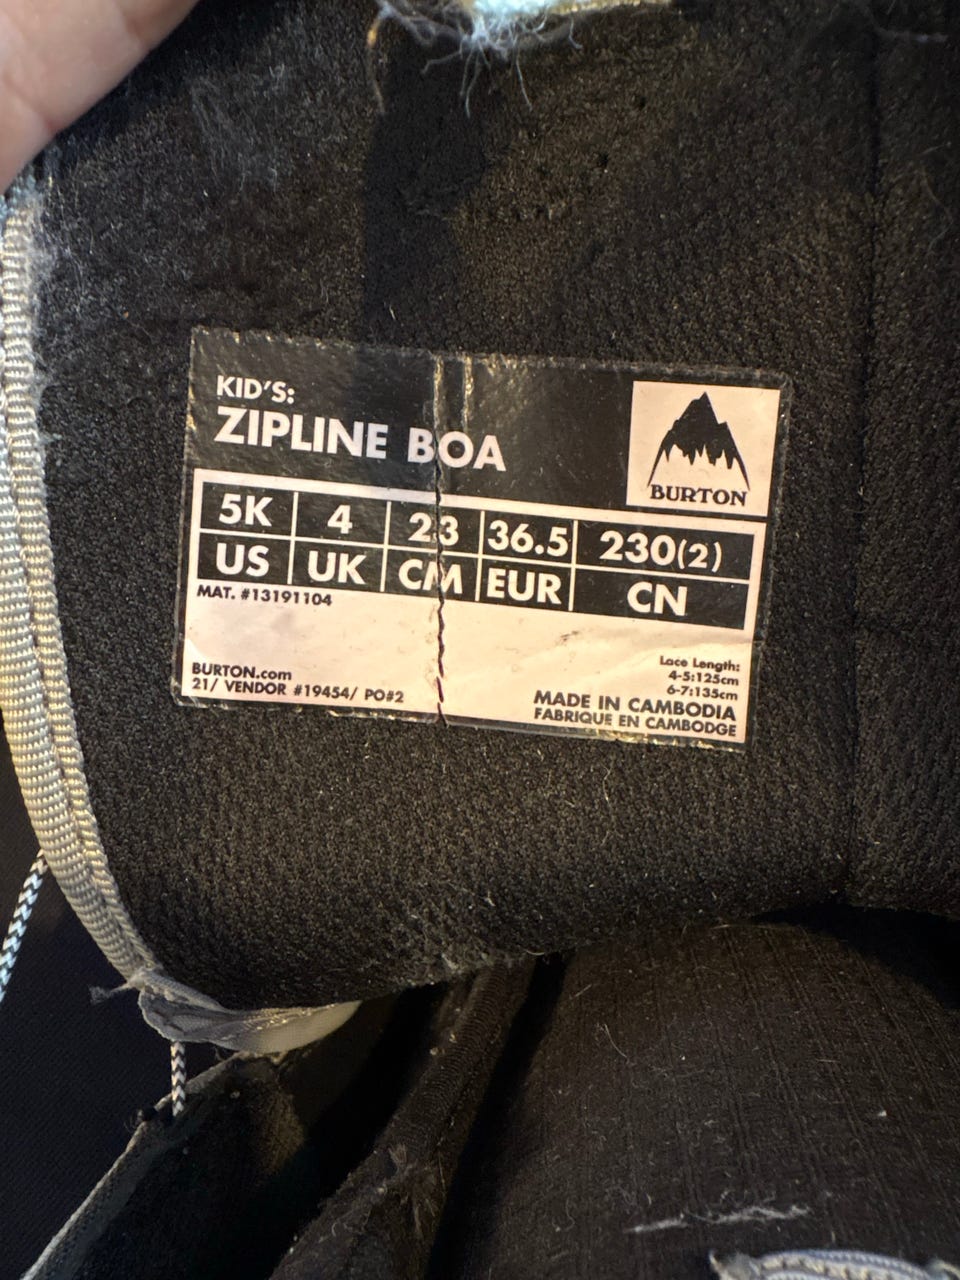 KID'S:
ZIPLINE BOA
BURTON
5K 4 23 36.5 230(2)
US UK CM EUR CN
MAT. #13191104
BURTON.com
21/ VENDOR #19454/ PO#2
Lace Length:
4-5:125cm
6-7:135cm
MADE IN CAMBODIA
FABRIQUE EN CAMBODGE